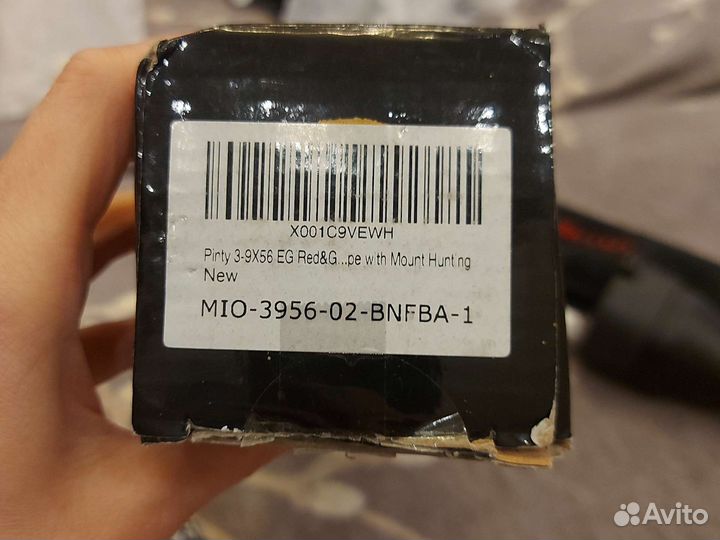 X001C9VEWH
Pinty 3-9X56 EG Red&G...pe with Mount Hunting
New
MIO-3956-02-BNFBA-1
Avito